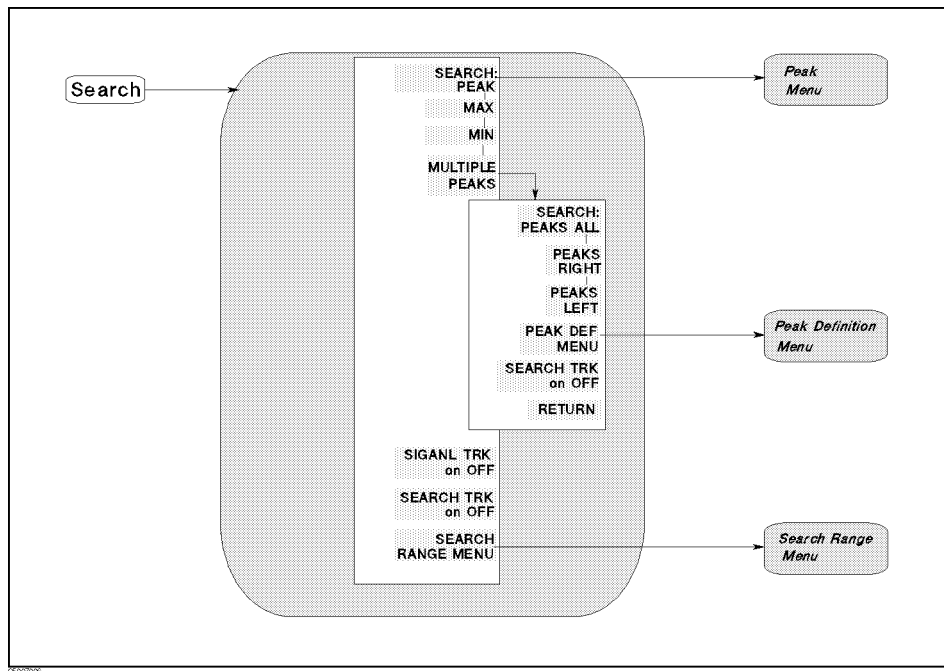 Search
SEARCH:
PEAK
MAX
MIN
MULTIPLE
PEAKS
SEARCH:
PEAKS ALL
PEAKS
RIGHT
PEAKS
LEFT
PEAK DEF
MENU
SEARCH TRK
on OFF
RETURN
SIGANL TRK
on OFF
SEARCH TRK
on OFF
SEARCH
RANGE MENU
Peak
Menu
Peak Definition
Menu
Search Range
Menu